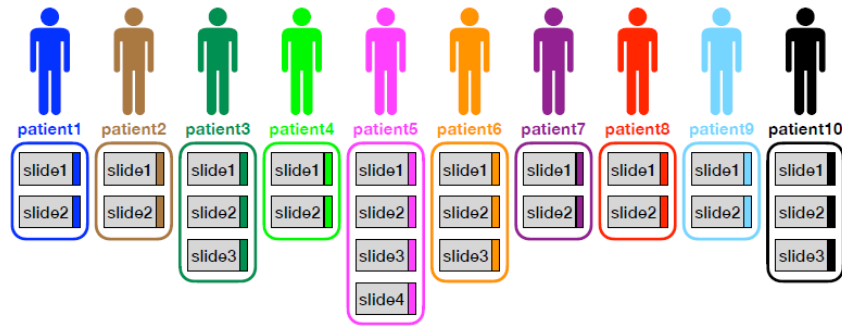 patient1 patient2 patient3 patient4 patient5 patient6 patient7 patient8 patient9 patient10
slide1 slide1 slide1 slide1 slide1 slide1 slide1 slide1 slide1 slide1
slide2 slide2 slide2 slide2 slide2 slide2 slide2 slide2 slide2 slide2
slide3 slide3 slide3 slide3
slide4